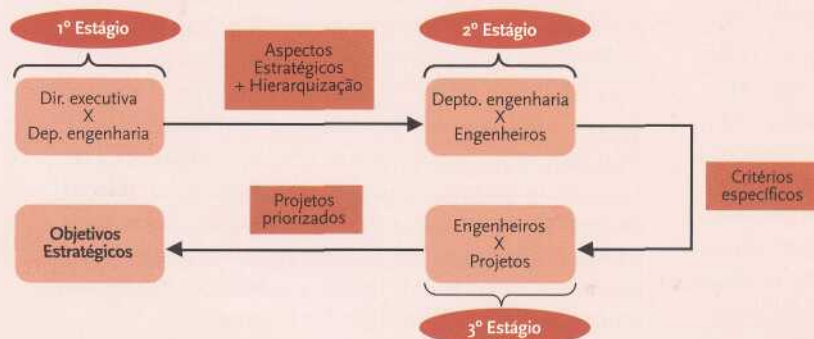 1º Estágio
Aspectos
Estratégicos
+ Hierarquização
2º Estágio
Dir. executiva
X
Dep. engenharia
Depto. engenharia
X
Engenheiros
Critérios
específicos
Projetos
priorizados
Objetivos
Estratégicos
Engenheiros
X
Projetos
3º Estágio